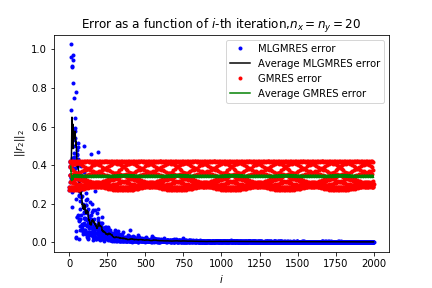 Error as a function of i-th iteration,nₓ = nᵧ = 20
MLGMRES error
Average MLGMRES error
GMRES error
Average GMRES error
||r₂||₂
1.0
0.8
0.6
0.4
0.2
0.0
0 250 500 750 1000 1250 1500 1750 2000
i